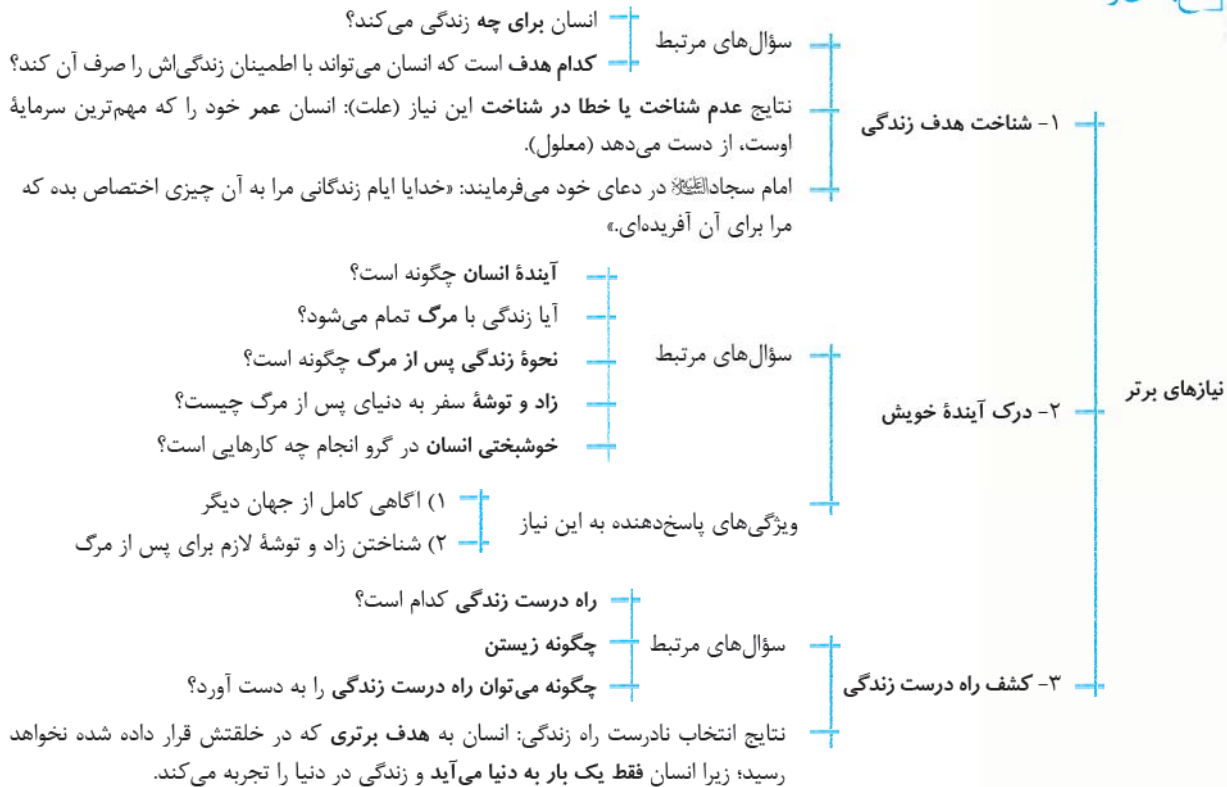 نیازهای برتر
۱- شناخت هدف زندگی
سؤال‌های مرتبط
انسان برای چه زندگی می‌کند؟
کدام هدف است که انسان می‌تواند با اطمینان زندگی‌اش را صرف آن کند؟
نتایج عدم شناخت یا خطا در شناخت این نیاز (علت): انسان عمر خود را که مهم‌ترین سرمایهٔ
اوست، از دست می‌دهد (معلول).
امام سجاد علیه‌السلام در دعای خود می‌فرمایند: «خدایا ایام زندگانی مرا به آن چیزی اختصاص بده که
مرا برای آن آفریده‌ای.»
۲- درک آیندهٔ خویش
سؤال‌های مرتبط
آیندهٔ انسان چگونه است؟
آیا زندگی با مرگ تمام می‌شود؟
نحوهٔ زندگی پس از مرگ چگونه است؟
زاد و توشهٔ سفر به دنیای پس از مرگ چیست؟
خوشبختی انسان در گرو انجام چه کارهایی است؟
ویژگی‌های پاسخ‌دهنده به این نیاز
۱) آگاهی کامل از جهان دیگر
۲) شناختن زاد و توشهٔ لازم برای پس از مرگ
۳- کشف راه درست زندگی
سؤال‌های مرتبط
راه درست زندگی کدام است؟
چگونه زیستن
چگونه می‌توان راه درست زندگی را به دست آورد؟
نتایج انتخاب نادرست راه زندگی: انسان به هدف برتری که در خلقتش قرار داده شده نخواهد
رسید؛ زیرا انسان فقط یک بار به دنیا می‌آید و زندگی در دنیا را تجربه می‌کند.